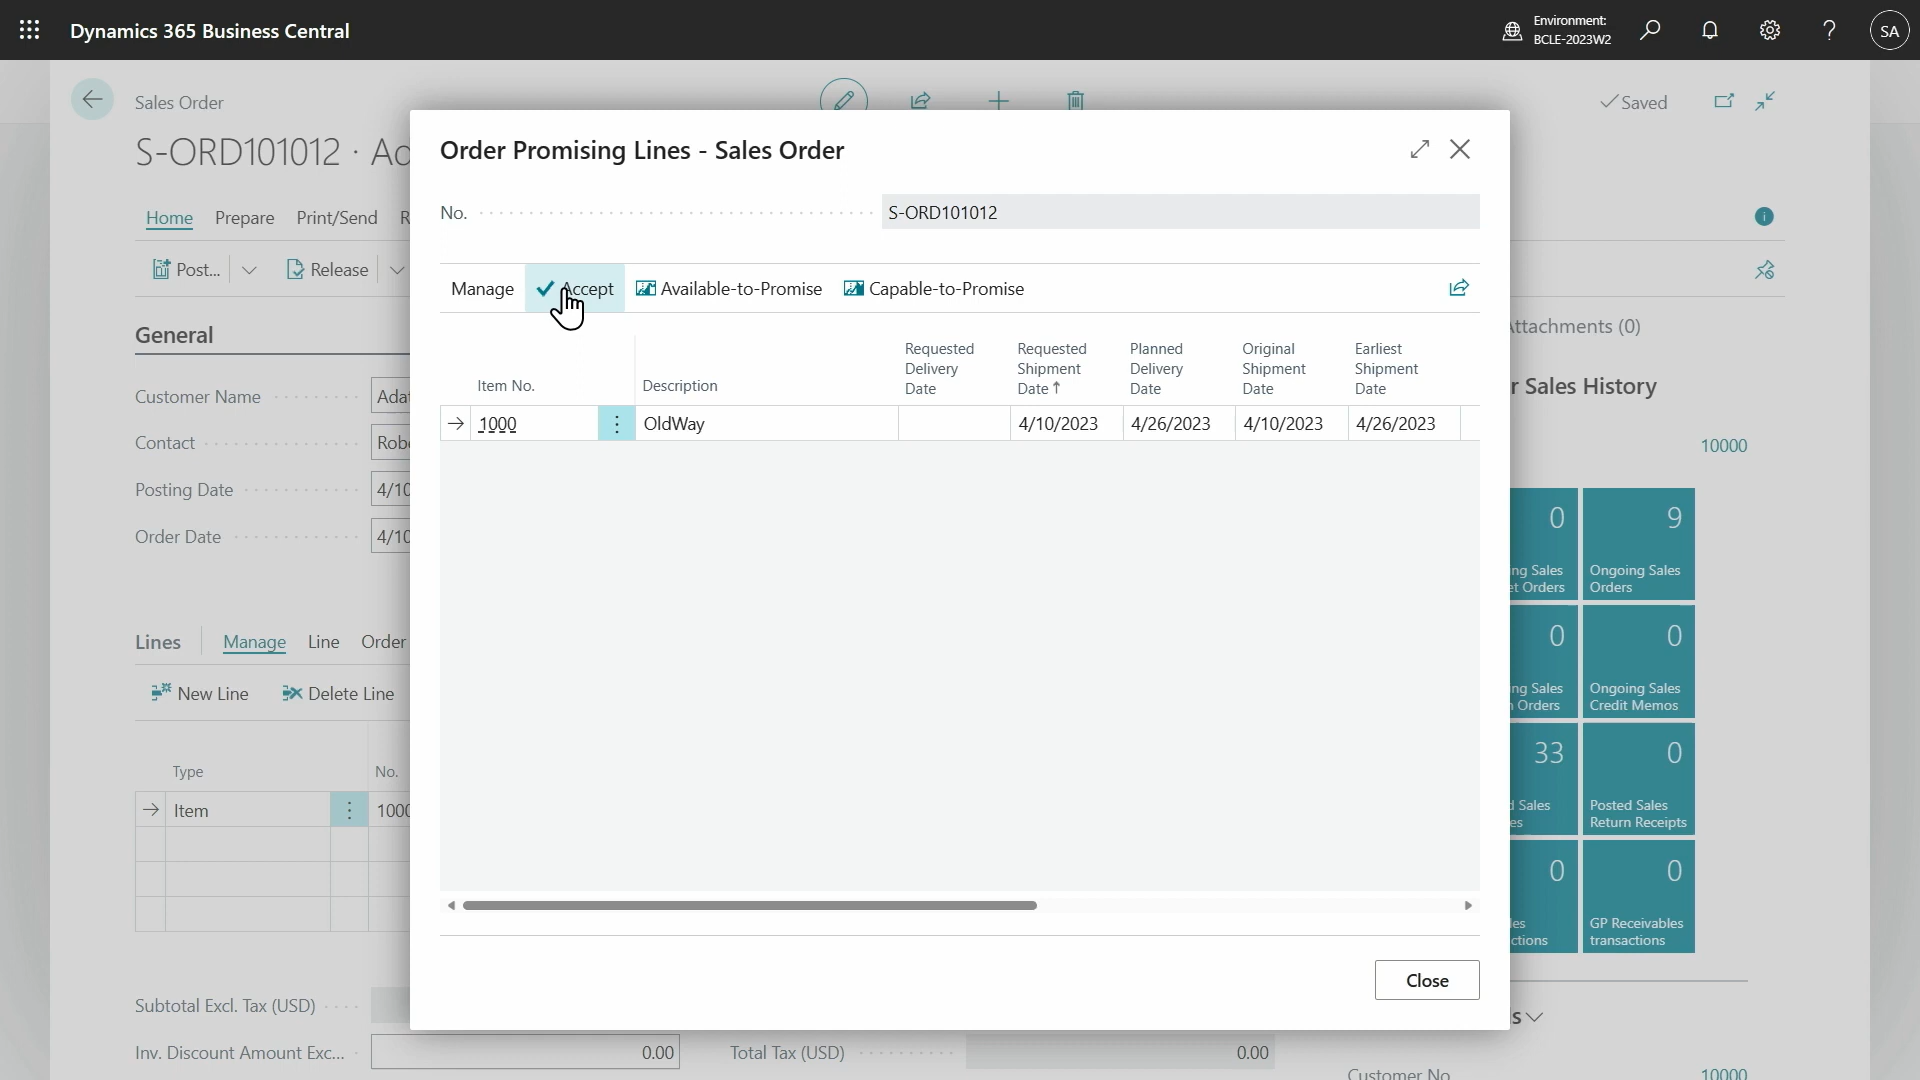 Dynamics 365 Business Central
Environment:
BCLE-2023W2
SA
Sales Order
Saved
S-ORD101012 ·
Home
Prepare
Print/Send
Post...
Release
General
Customer Name
Contact
Posting Date
4/10
Order Date
4/10
Lines
Manage
Line
Order
New Line
Delete Line
Type
No.
Item
1000
Subtotal Excl. Tax (USD)
Inv. Discount Amount Exc...
0.00
Total Tax (USD)
0.00
Order Promising Lines - Sales Order
No.
S-ORD101012
Manage
Accept
Available-to-Promise
Capable-to-Promise
Item No.
Description
Requested
Delivery
Date
Requested
Shipment
Date ↑
Planned
Delivery
Date
Original
Shipment
Date
Earliest
Shipment
Date
1000
OldWay
4/10/2023
4/26/2023
4/10/2023
4/26/2023
Close
Attachments (0)
Sales History
10000
0
Sales
Orders
9
Ongoing Sales
Orders
0
Sales
Orders
0
Ongoing Sales
Credit Memos
33
Sales
0
Posted Sales
Return Receipts
0
0
GP Receivables
transactions
Customer No.
10000